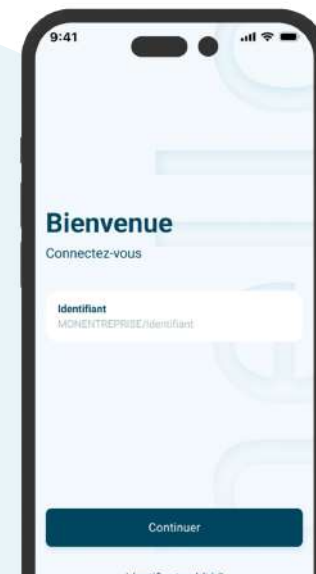 9:41
Bienvenue
Connectez-vous
Identifiant
MONENTREPRISE/Identifiant
Continuer